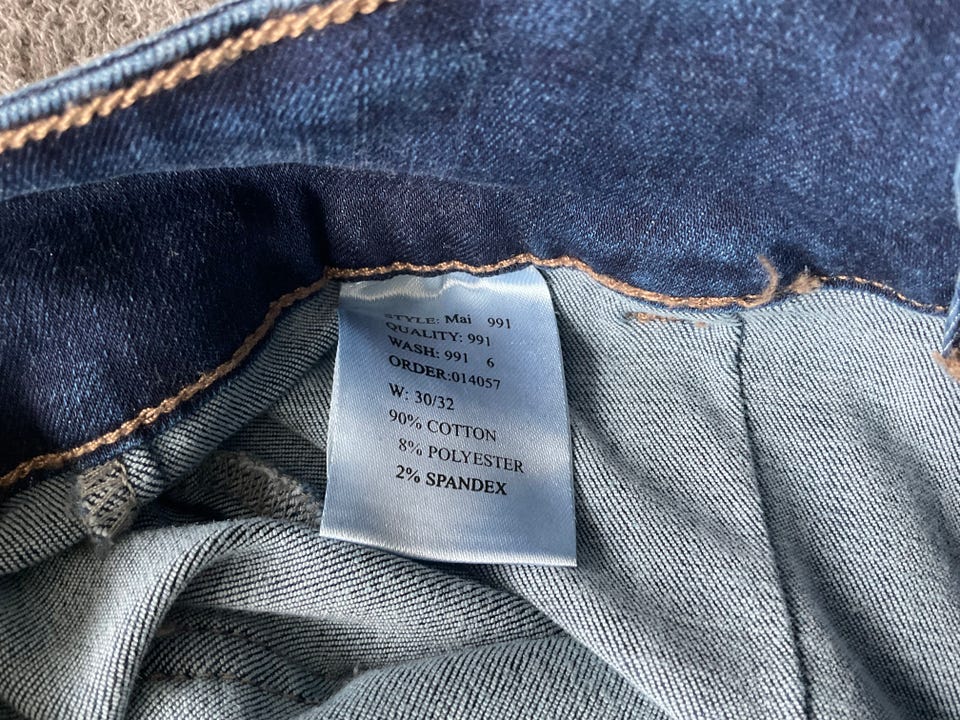 STYLE: Mai 991
QUALITY: 991
WASH: 991 6
ORDER:014057
W: 30/32
90% COTTON
8% POLYESTER
2% SPANDEX